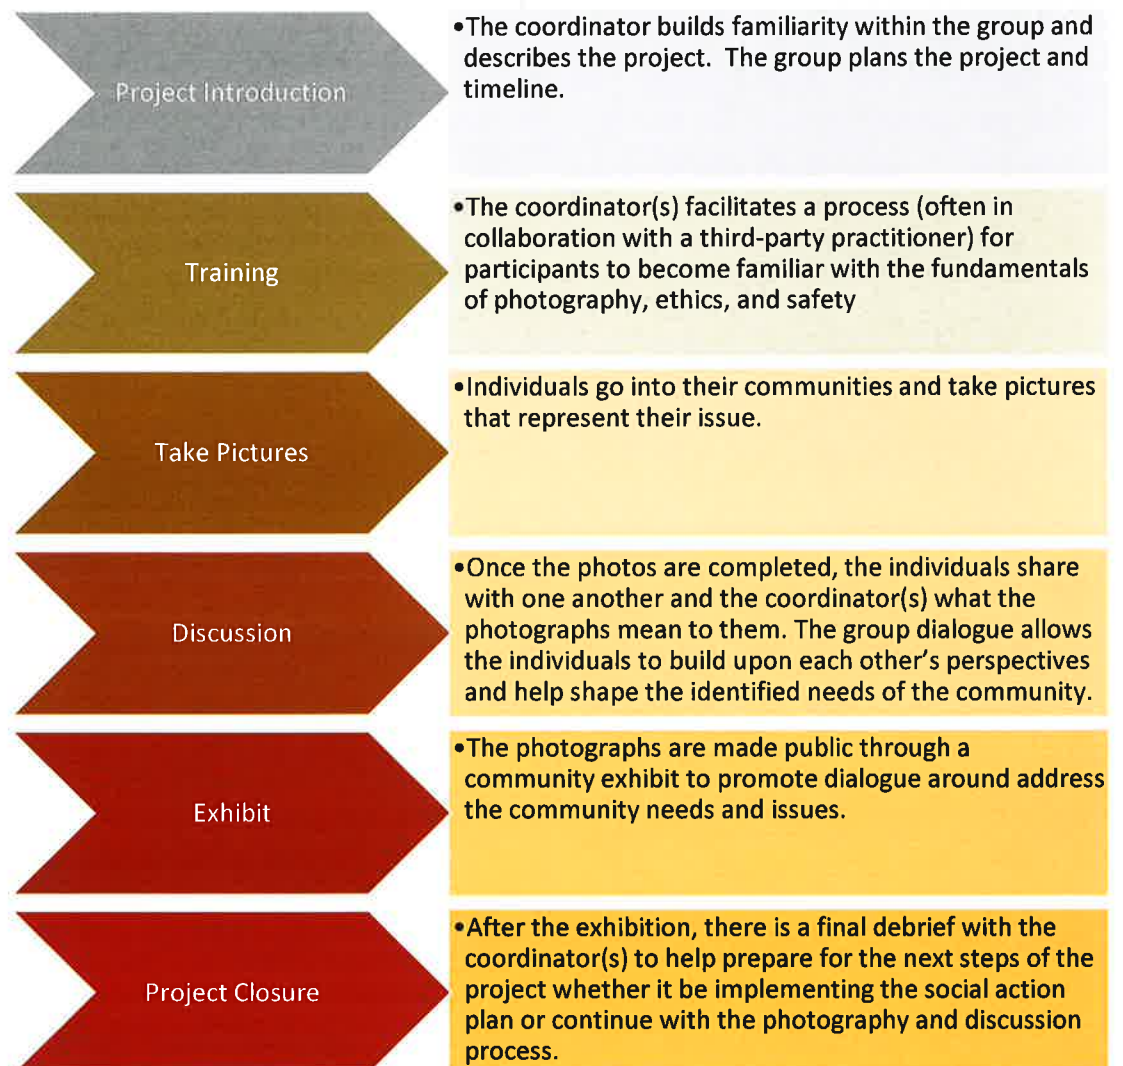 Project Introduction
•The coordinator builds familiarity within the group and
describes the project.  The group plans the project and
timeline.
Training
•The coordinator(s) facilitates a process (often in
collaboration with a third-party practitioner) for
participants to become familiar with the fundamentals
of photography, ethics, and safety
Take Pictures
•Individuals go into their communities and take pictures
that represent their issue.
Discussion
•Once the photos are completed, the individuals share
with one another and the coordinator(s) what the
photographs mean to them. The group dialogue allows
the individuals to build upon each other's perspectives
and help shape the identified needs of the community.
Exhibit
•The photographs are made public through a
community exhibit to promote dialogue around address
the community needs and issues.
Project Closure
•After the exhibition, there is a final debrief with the
coordinator(s) to help prepare for the next steps of the
project whether it be implementing the social action
plan or continue with the photography and discussion
process.